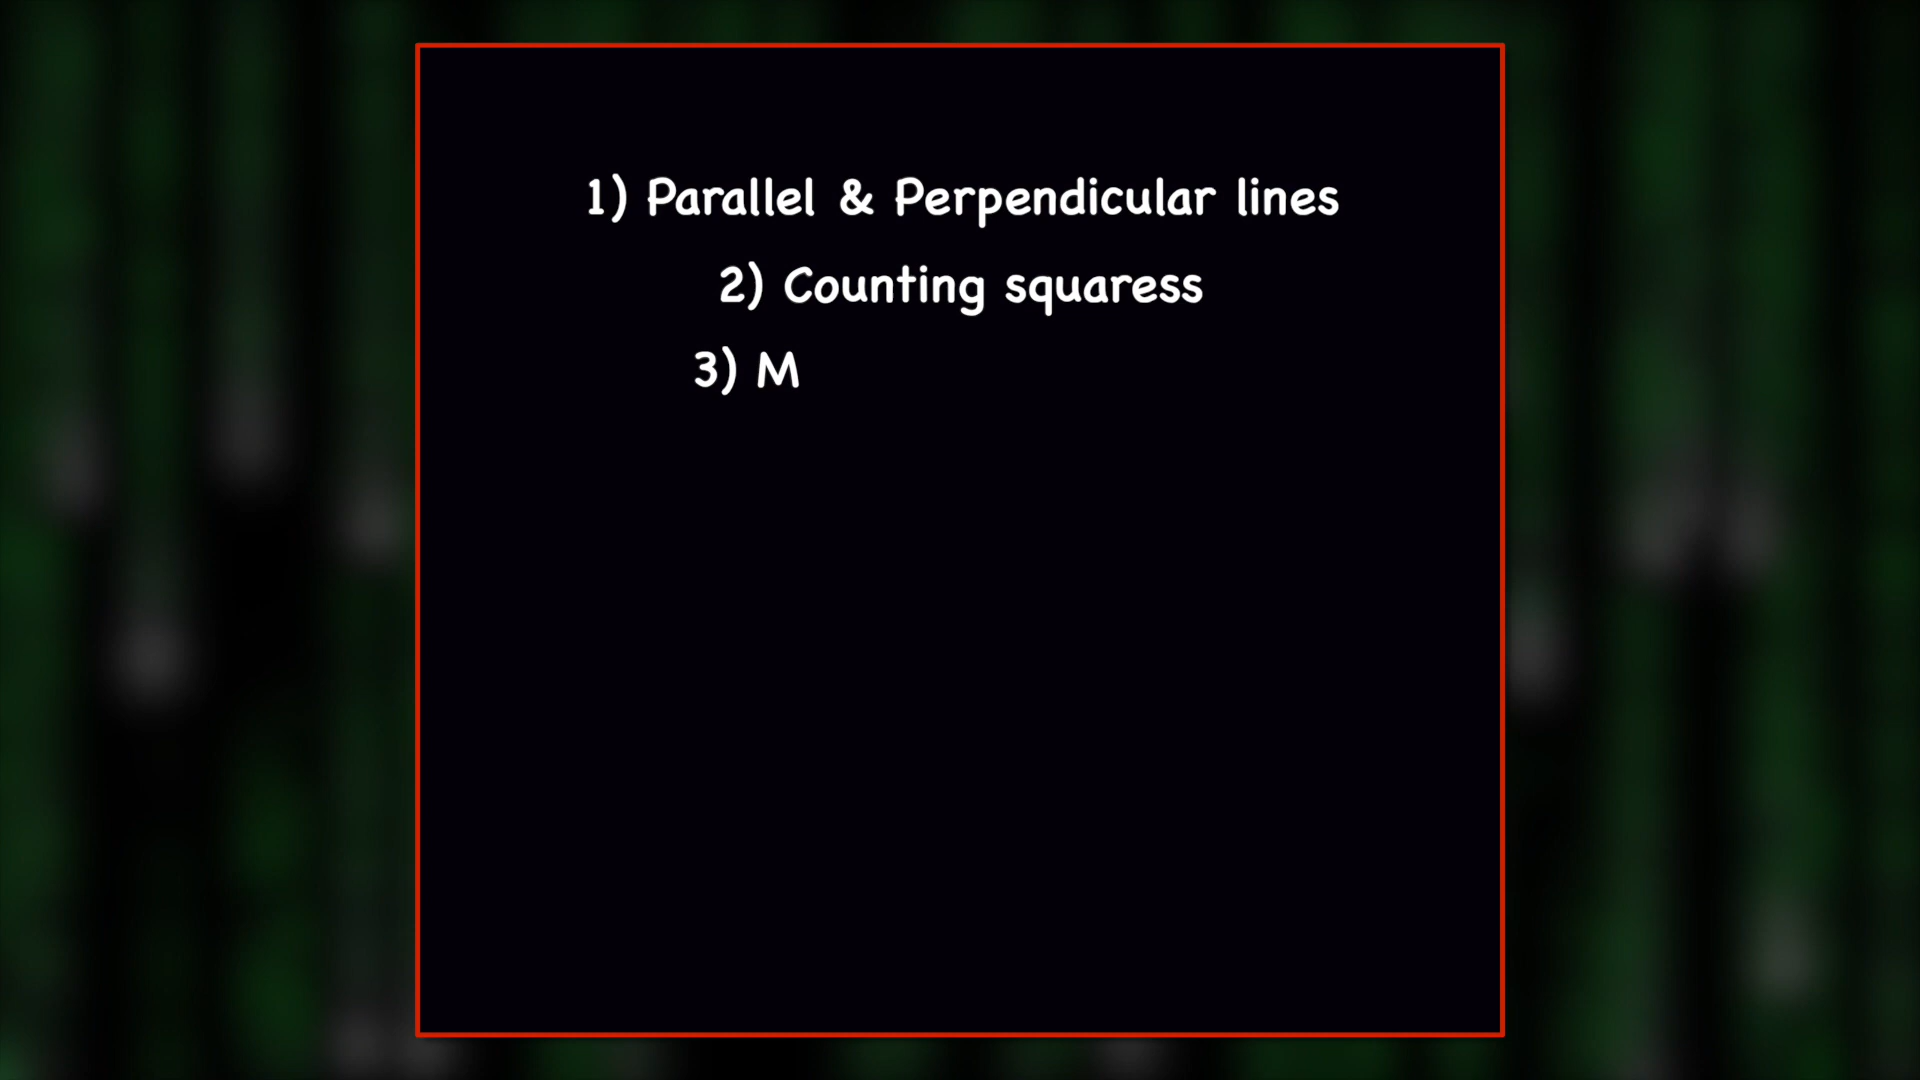 1) Parallel & Perpendicular lines
2) Counting squaress
3) M